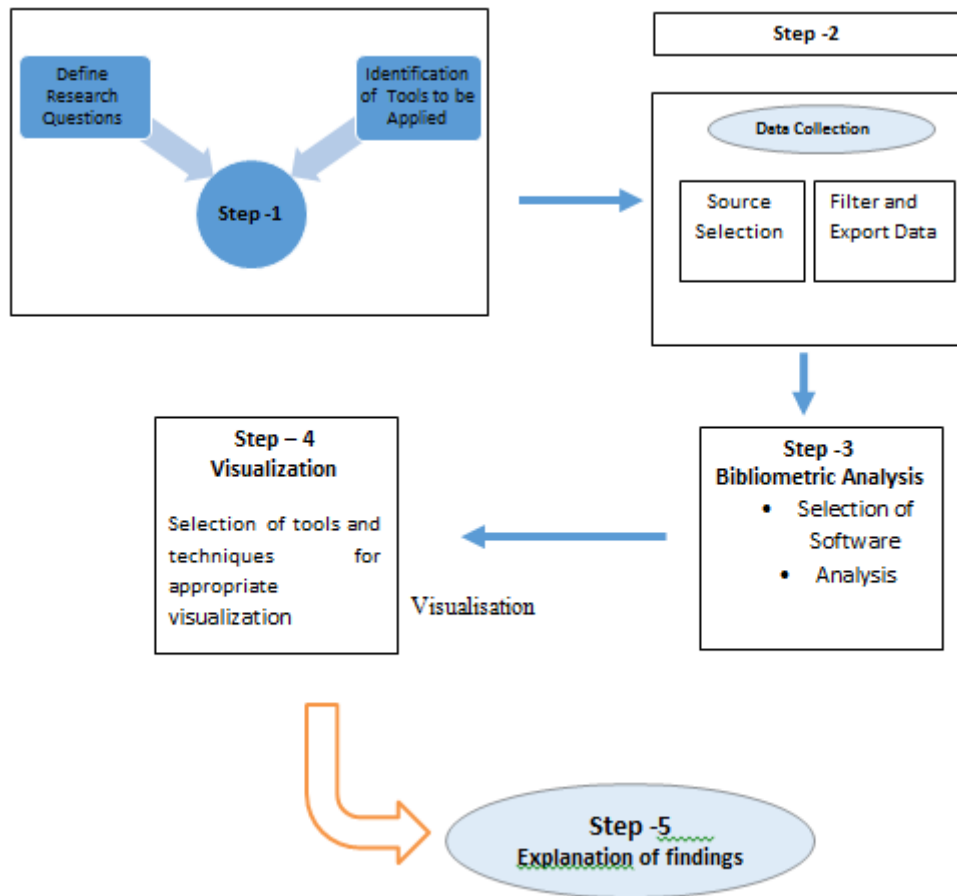 Define
Research
Questions
Identification
of Tools to be
Applied
Step -1
Step -2
Data Collection
Source
Selection
Filter and
Export Data
Step -3
Bibliometric Analysis
• Selection of
Software
• Analysis
Step – 4
Visualization
Selection of tools and
techniques for
appropriate
visualization
Visualisation
Step -5
Explanation of findings